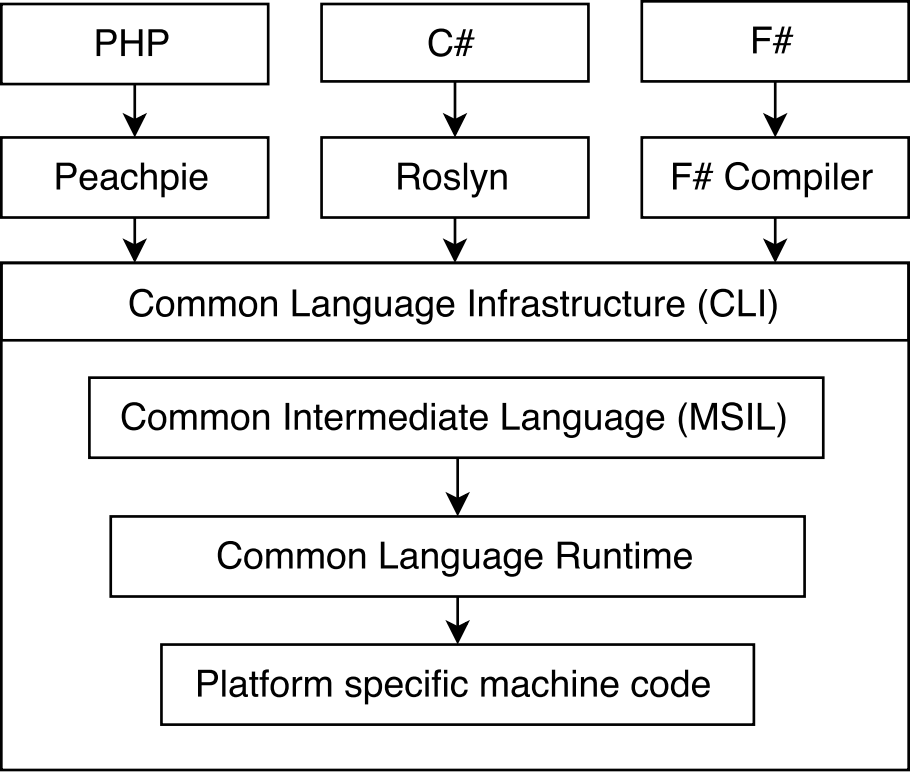 PHP
C#
F#
Peachpie
Roslyn
F# Compiler
Common Language Infrastructure (CLI)
Common Intermediate Language (MSIL)
Common Language Runtime
Platform specific machine code